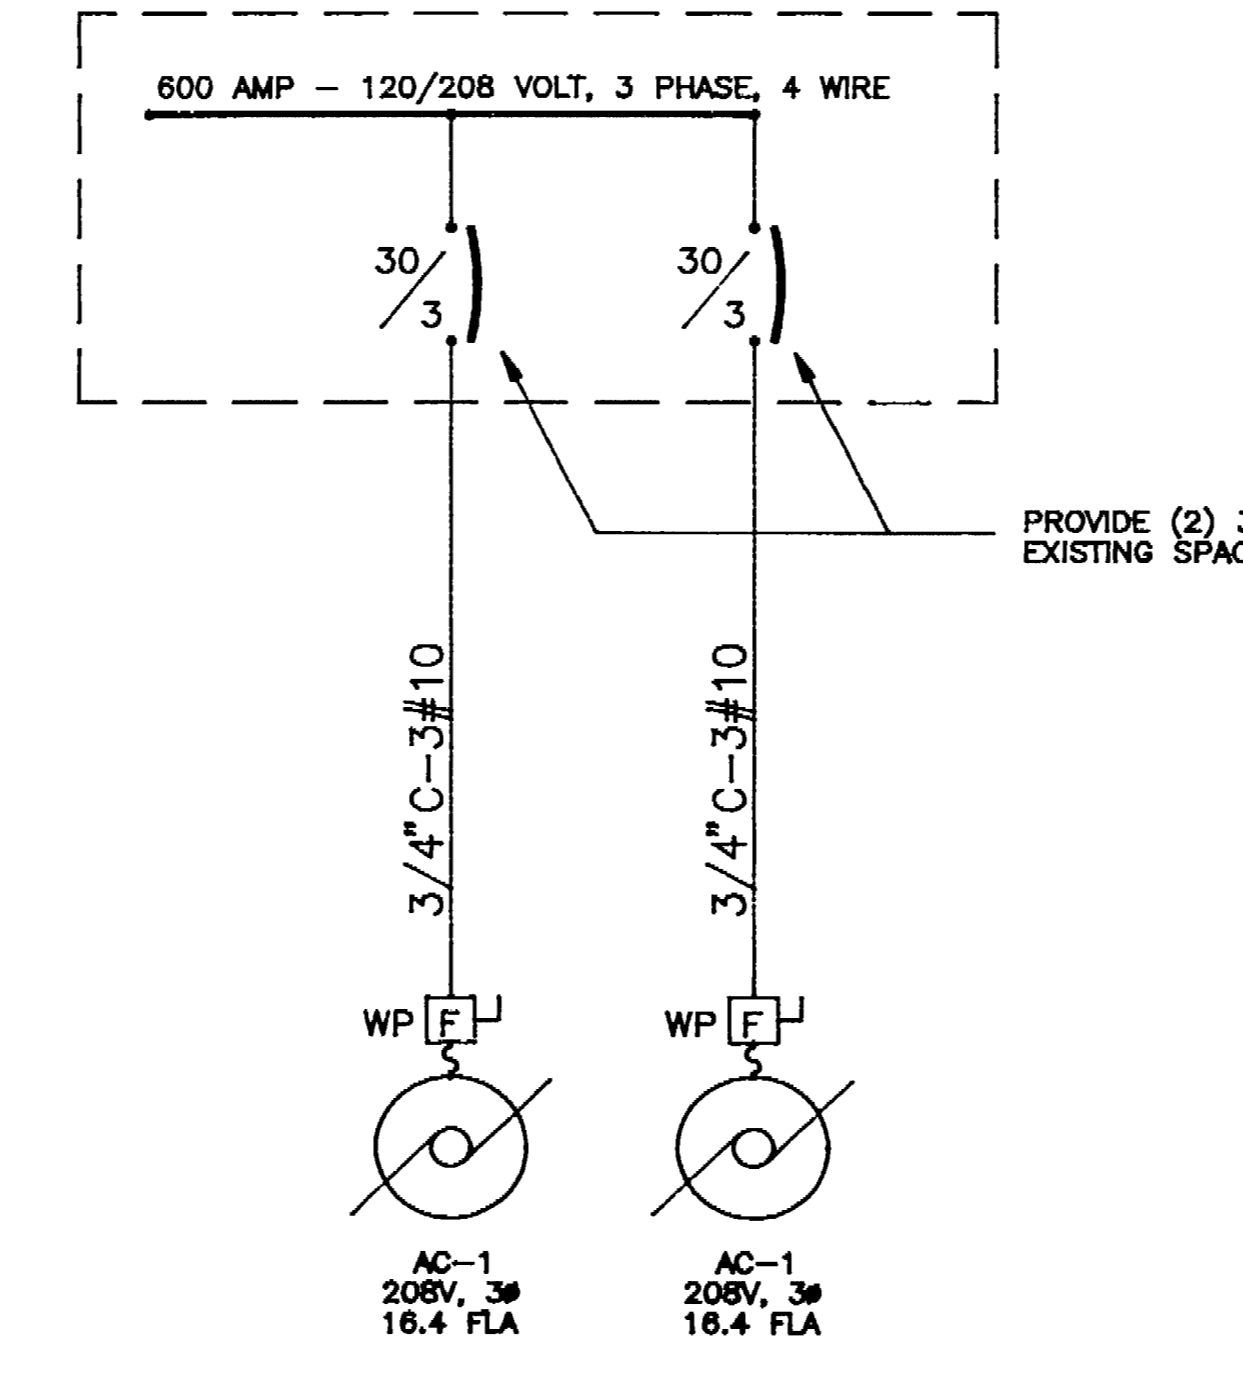 600 AMP – 120/208 VOLT, 3 PHASE, 4 WIRE
30/3
30/3
PROVIDE (2)
EXISTING
3/4"C–3#10
3/4"C–3#10
WP F
WP F
AC–1
208V, 3ø
16.4 FLA
AC–1
208V, 3ø
16.4 FLA